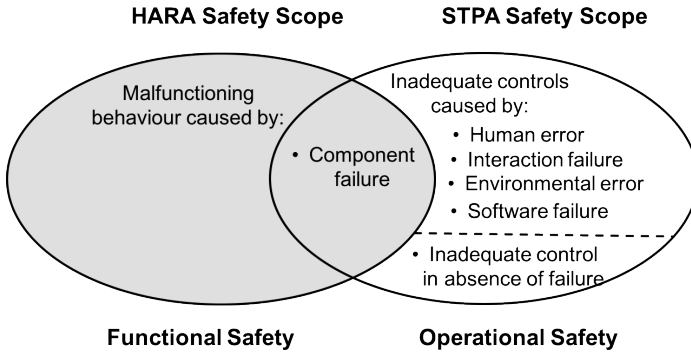 HARA Safety Scope
STPA Safety Scope
Malfunctioning
behaviour caused by:
• Component
failure
Inadequate controls
caused by:
• Human error
• Interaction failure
• Environmental error
• Software failure
• Inadequate control
in absence of failure
Functional Safety
Operational Safety